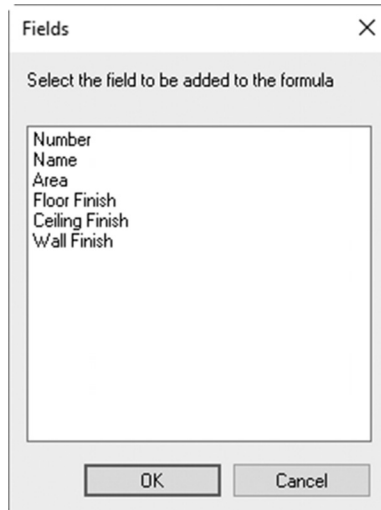 Fields
Select the field to be added to the formula
Number
Name
Area
Floor Finish
Ceiling Finish
Wall Finish
OK
Cancel